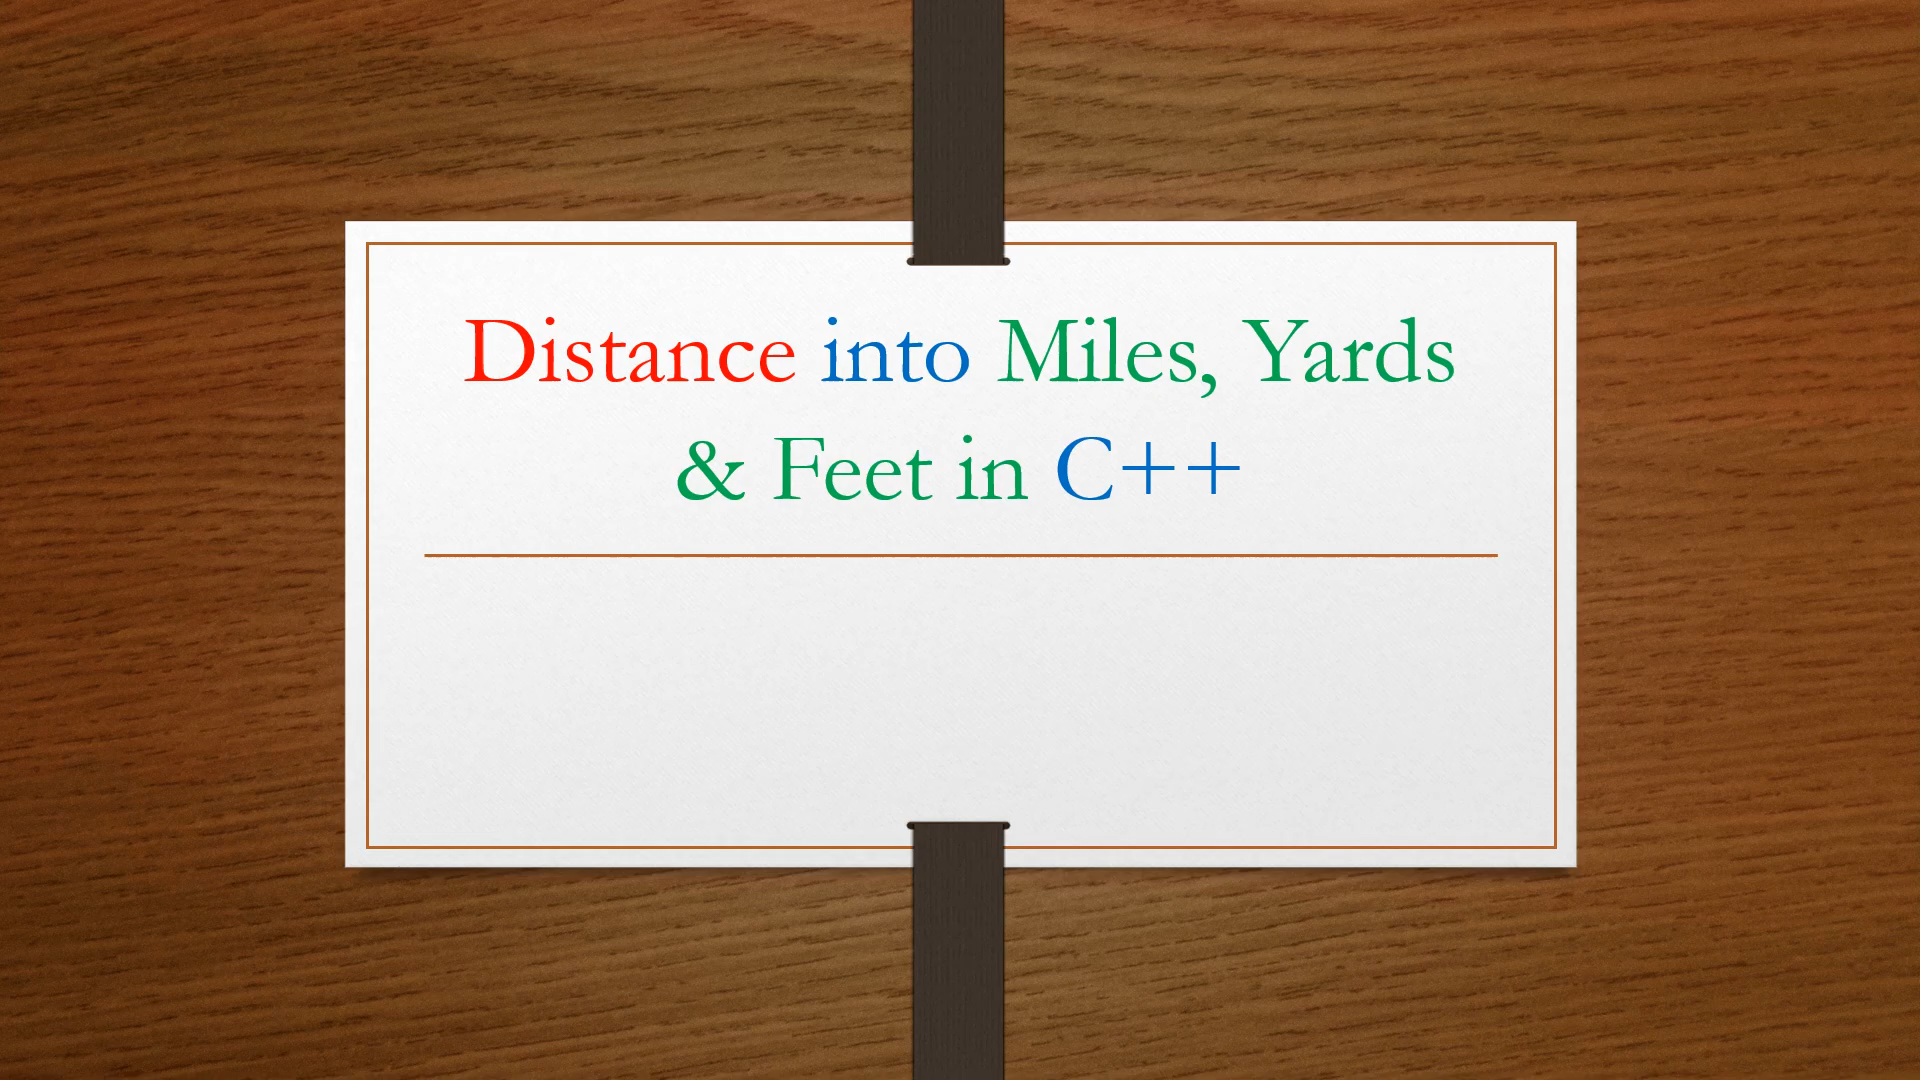 Distance into Miles, Yards
& Feet in C++